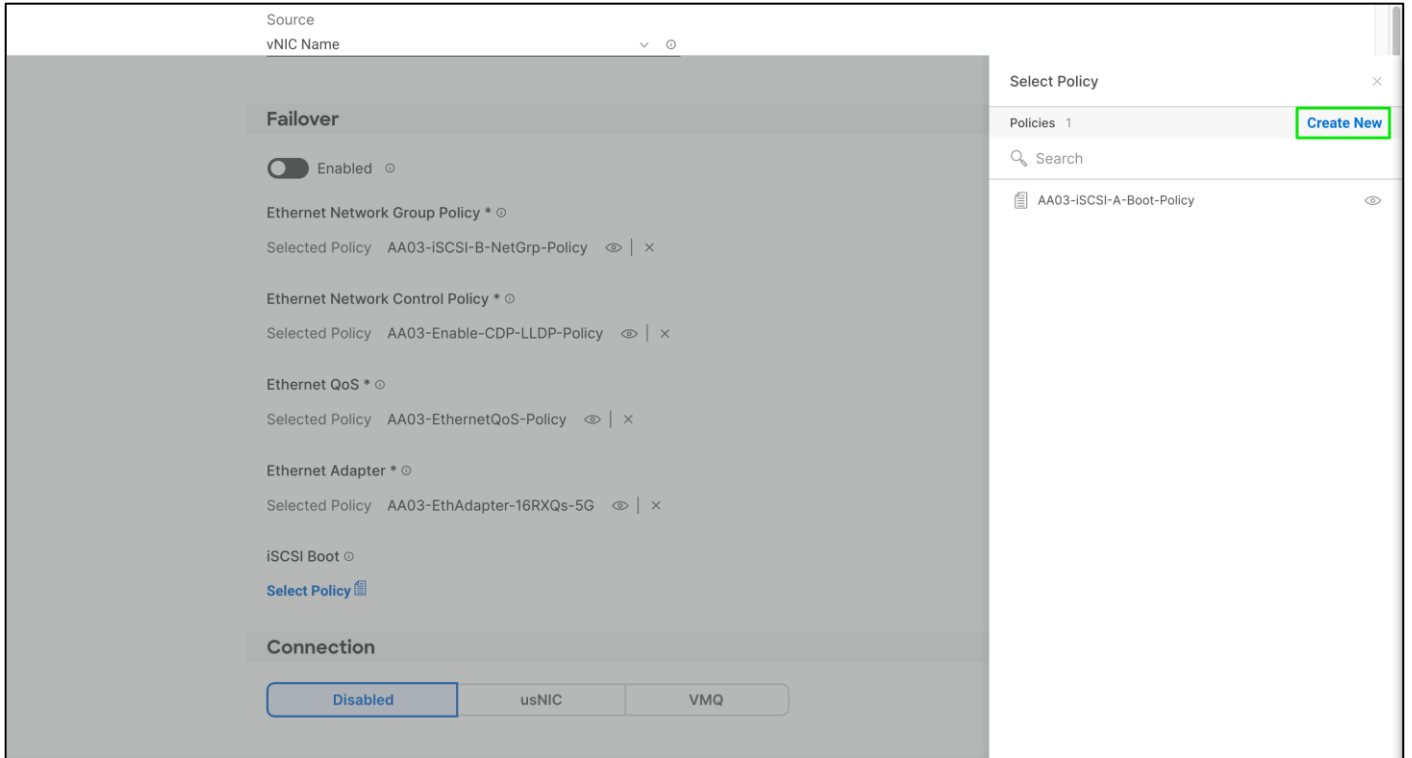 Source
vNIC Name
Failover
Enabled
Ethernet Network Group Policy *
Selected Policy AA03-iSCSI-B-NetGrp-Policy
Ethernet Network Control Policy *
Selected Policy AA03-Enable-CDP-LLDP-Policy
Ethernet QoS *
Selected Policy AA03-EthernetQoS-Policy
Ethernet Adapter *
Selected Policy AA03-EthAdapter-16RXQs-5G
iSCSI Boot
Select Policy
Connection
Disabled usNIC VMQ
Select Policy
Policies 1 Create New
Search
AA03-iSCSI-A-Boot-Policy